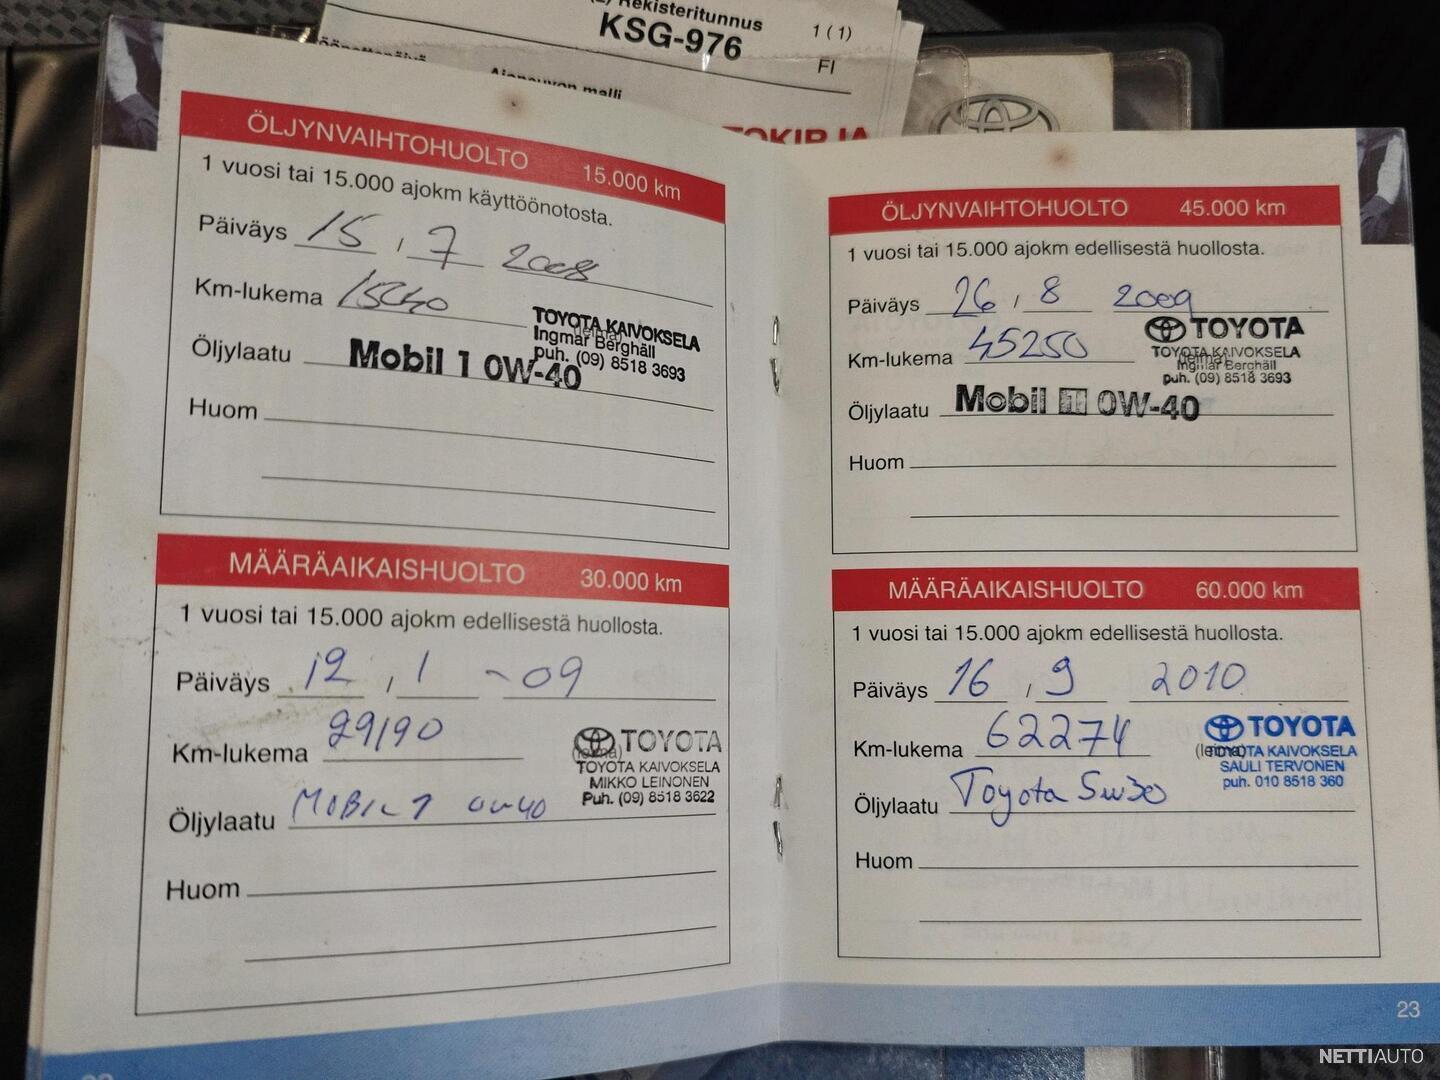 Rekisteritunnus
KSG-976
1 (1)
FI
Ajoneuvon malli
ÖLJYNVAIHTOHUOLTO 15.000 km
1 vuosi tai 15.000 ajokm käyttöönotosta.
Päiväys 15 / 7 2008
Km-lukema 15040
TOYOTA KAIVOKSELA
(leima)
Ingmar Berghäll
puh. (09) 8518 3693
Öljylaatu Mobil 1 0W-40
Huom
MÄÄRÄAIKAISHUOLTO 30.000 km
1 vuosi tai 15.000 ajokm edellisestä huollosta.
Päiväys 12 / 1 -09
Km-lukema 29190
TOYOTA
(leima)
TOYOTA KAIVOKSELA
MIKKO LEINONEN
Puh. (09) 8518 3622
Öljylaatu MOBIL 1 0W40
Huom
ÖLJYNVAIHTOHUOLTO 45.000 km
1 vuosi tai 15.000 ajokm edellisestä huollosta.
Päiväys 26 / 8 2009
Km-lukema 45250
TOYOTA
TOYOTA KAIVOKSELA
(leima)
Ingmar Berghäll
puh. (09) 8518 3693
Öljylaatu Mobil 1 0W-40
Huom
MÄÄRÄAIKAISHUOLTO 60.000 km
1 vuosi tai 15.000 ajokm edellisestä huollosta.
Päiväys 16 / 9 2010
Km-lukema 62274
TOYOTA
(leima)
TOYOTA KAIVOKSELA
SAULI TERVONEN
puh. 010 8518 360
Öljylaatu Toyota 5w30
Huom
23
NETTIAUTO